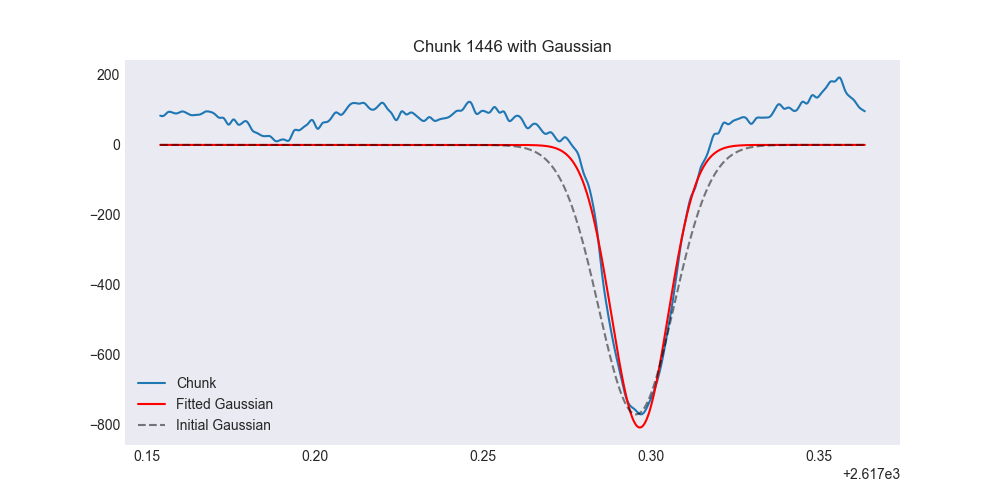 Chunk 1446 with Gaussian
200
0
−200
−400
−600
−800
Chunk
Fitted Gaussian
Initial Gaussian
0.15 0.20 0.25 0.30 0.35
+2.617e3